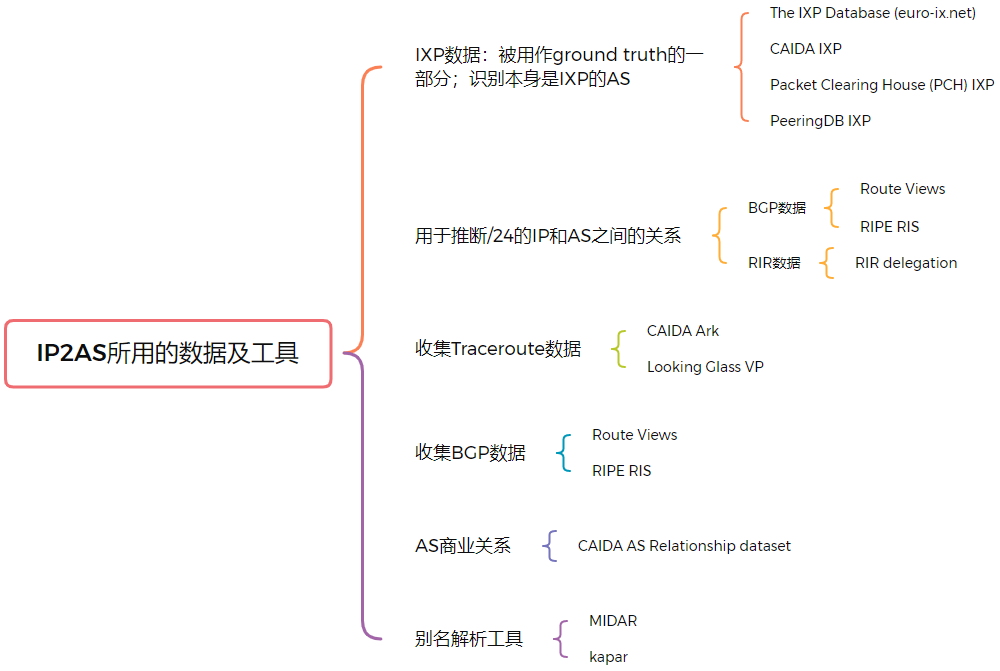 IP2AS所用的数据及工具
IXP数据：被用作ground truth的一
部分；识别本身是IXP的AS
The IXP Database (euro-ix.net)
CAIDA IXP
Packet Clearing House (PCH) IXP
PeeringDB IXP
用于推断/24的IP和AS之间的关系
BGP数据
Route Views
RIPE RIS
RIR数据
RIR delegation
收集Traceroute数据
CAIDA Ark
Looking Glass VP
收集BGP数据
Route Views
RIPE RIS
AS商业关系
CAIDA AS Relationship dataset
别名解析工具
MIDAR
kapar